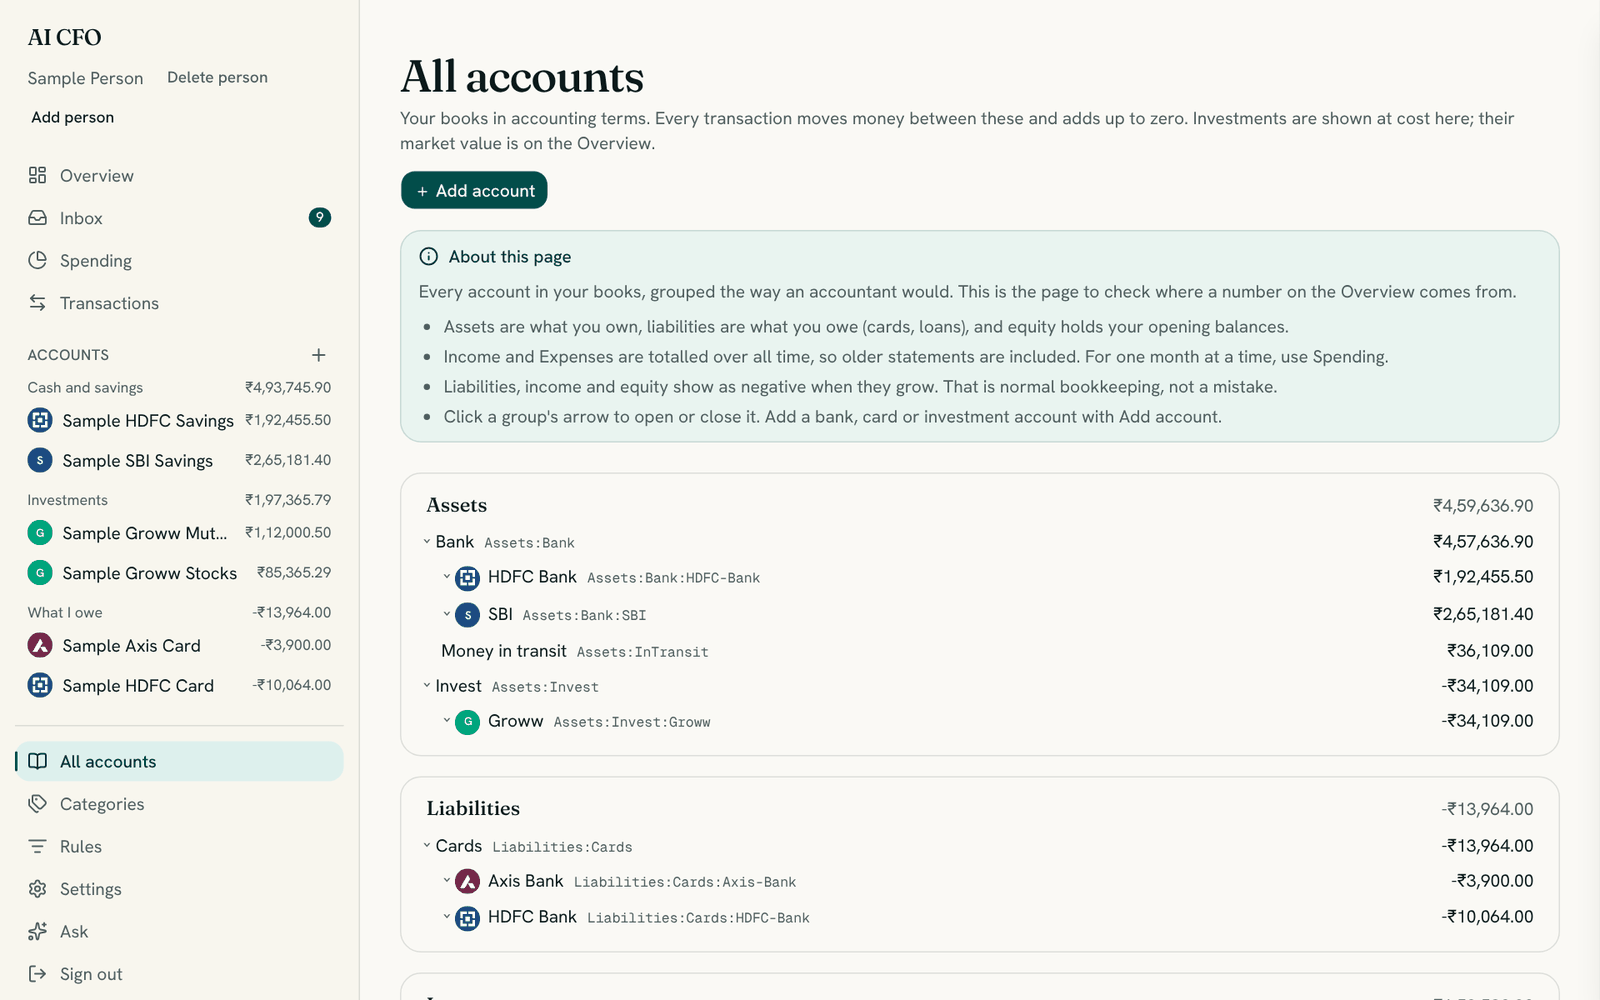 AI CFO
Sample Person Delete person
Add person
Overview
Inbox 9
Spending
Transactions
ACCOUNTS +
Cash and savings ₹4,93,745.90
Sample HDFC Savings ₹1,92,455.50
S Sample SBI Savings ₹2,65,181.40
Investments ₹1,97,365.79
G Sample Groww Mut... ₹1,12,000.50
G Sample Groww Stocks ₹85,365.29
What I owe -₹13,964.00
Sample Axis Card -₹3,900.00
Sample HDFC Card -₹10,064.00
All accounts
Categories
Rules
Settings
Ask
Sign out
All accounts
Your books in accounting terms. Every transaction moves money between these and adds up to zero. Investments are shown at cost here; their
market value is on the Overview.
+ Add account
About this page
Every account in your books, grouped the way an accountant would. This is the page to check where a number on the Overview comes from.
• Assets are what you own, liabilities are what you owe (cards, loans), and equity holds your opening balances.
• Income and Expenses are totalled over all time, so older statements are included. For one month at a time, use Spending.
• Liabilities, income and equity show as negative when they grow. That is normal bookkeeping, not a mistake.
• Click a group's arrow to open or close it. Add a bank, card or investment account with Add account.
Assets ₹4,59,636.90
Bank Assets:Bank ₹4,57,636.90
HDFC Bank Assets:Bank:HDFC-Bank ₹1,92,455.50
S SBI Assets:Bank:SBI ₹2,65,181.40
Money in transit Assets:InTransit ₹36,109.00
Invest Assets:Invest -₹34,109.00
G Groww Assets:Invest:Groww -₹34,109.00
Liabilities -₹13,964.00
Cards Liabilities:Cards -₹13,964.00
Axis Bank Liabilities:Cards:Axis-Bank -₹3,900.00
HDFC Bank Liabilities:Cards:HDFC-Bank -₹10,064.00